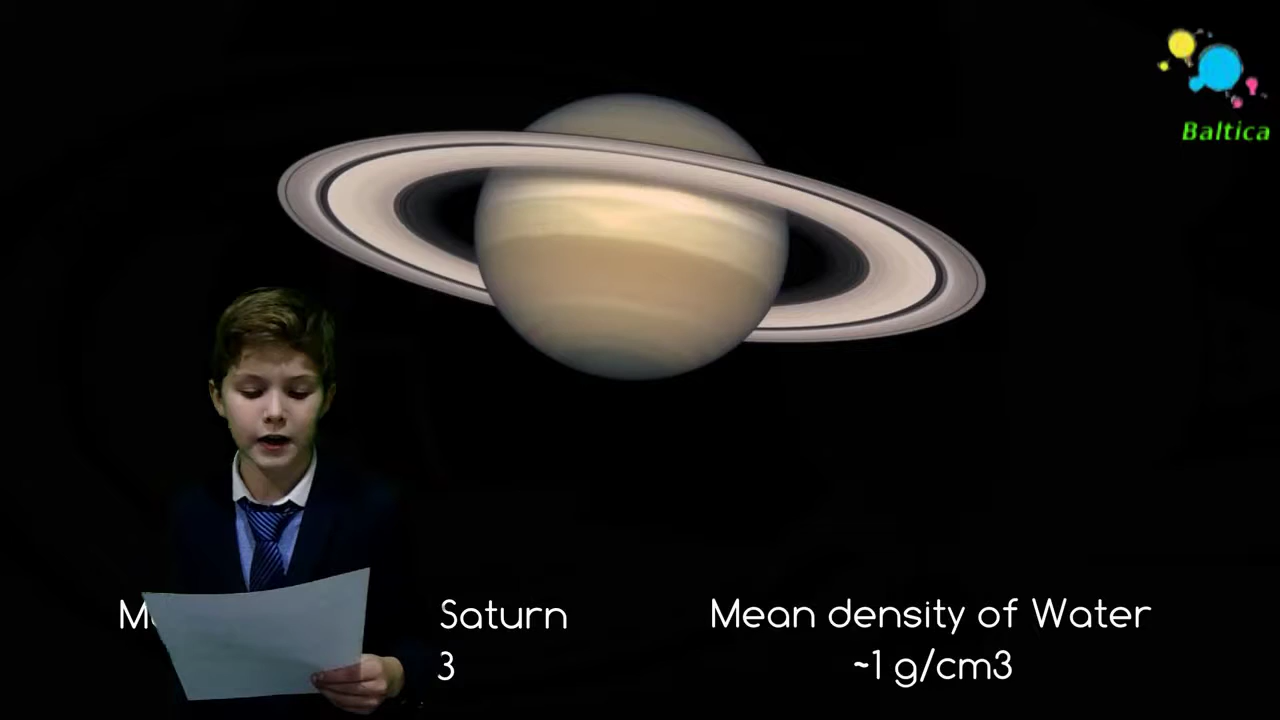 Baltica
Saturn
3
Mean density of Water
~1 g/cm3